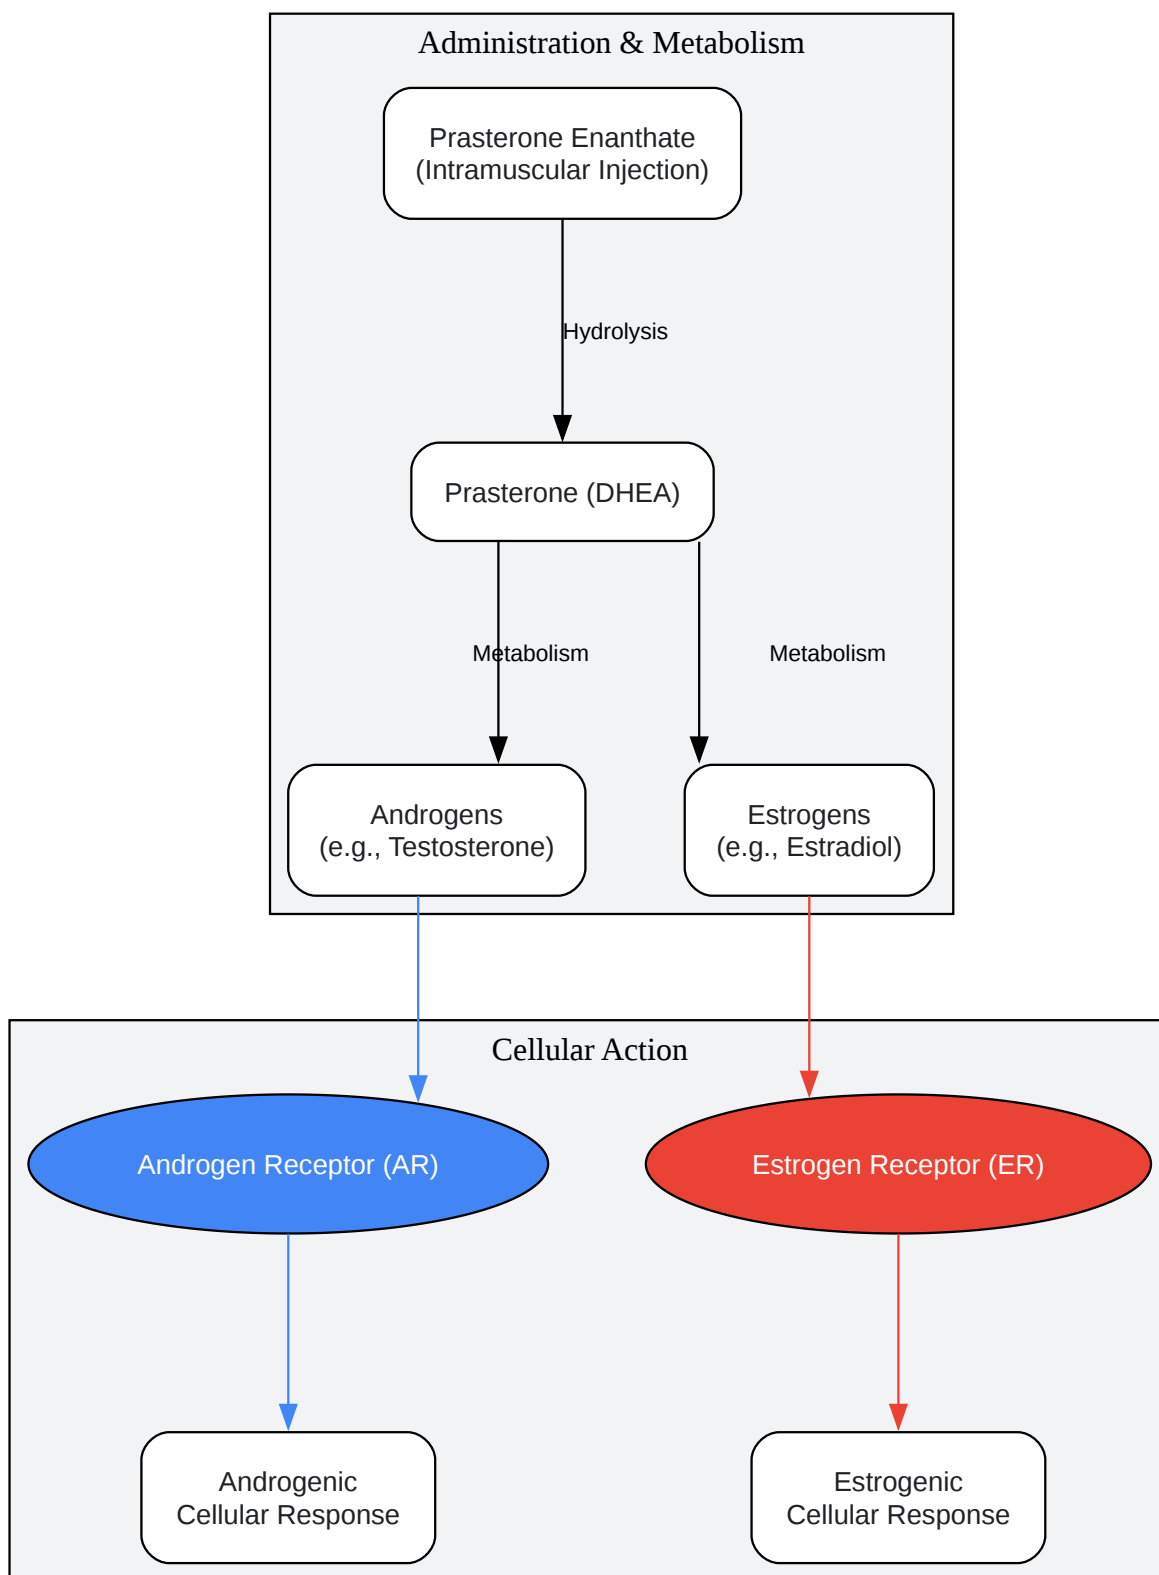 Administration & Metabolism
Prasterone Enanthate
(Intramuscular Injection)
Hydrolysis
Prasterone (DHEA)
Metabolism
Metabolism
Androgens
(e.g., Testosterone)
Estrogens
(e.g., Estradiol)
Cellular Action
Androgen Receptor (AR)
Estrogen Receptor (ER)
Androgenic
Cellular Response
Estrogenic
Cellular Response